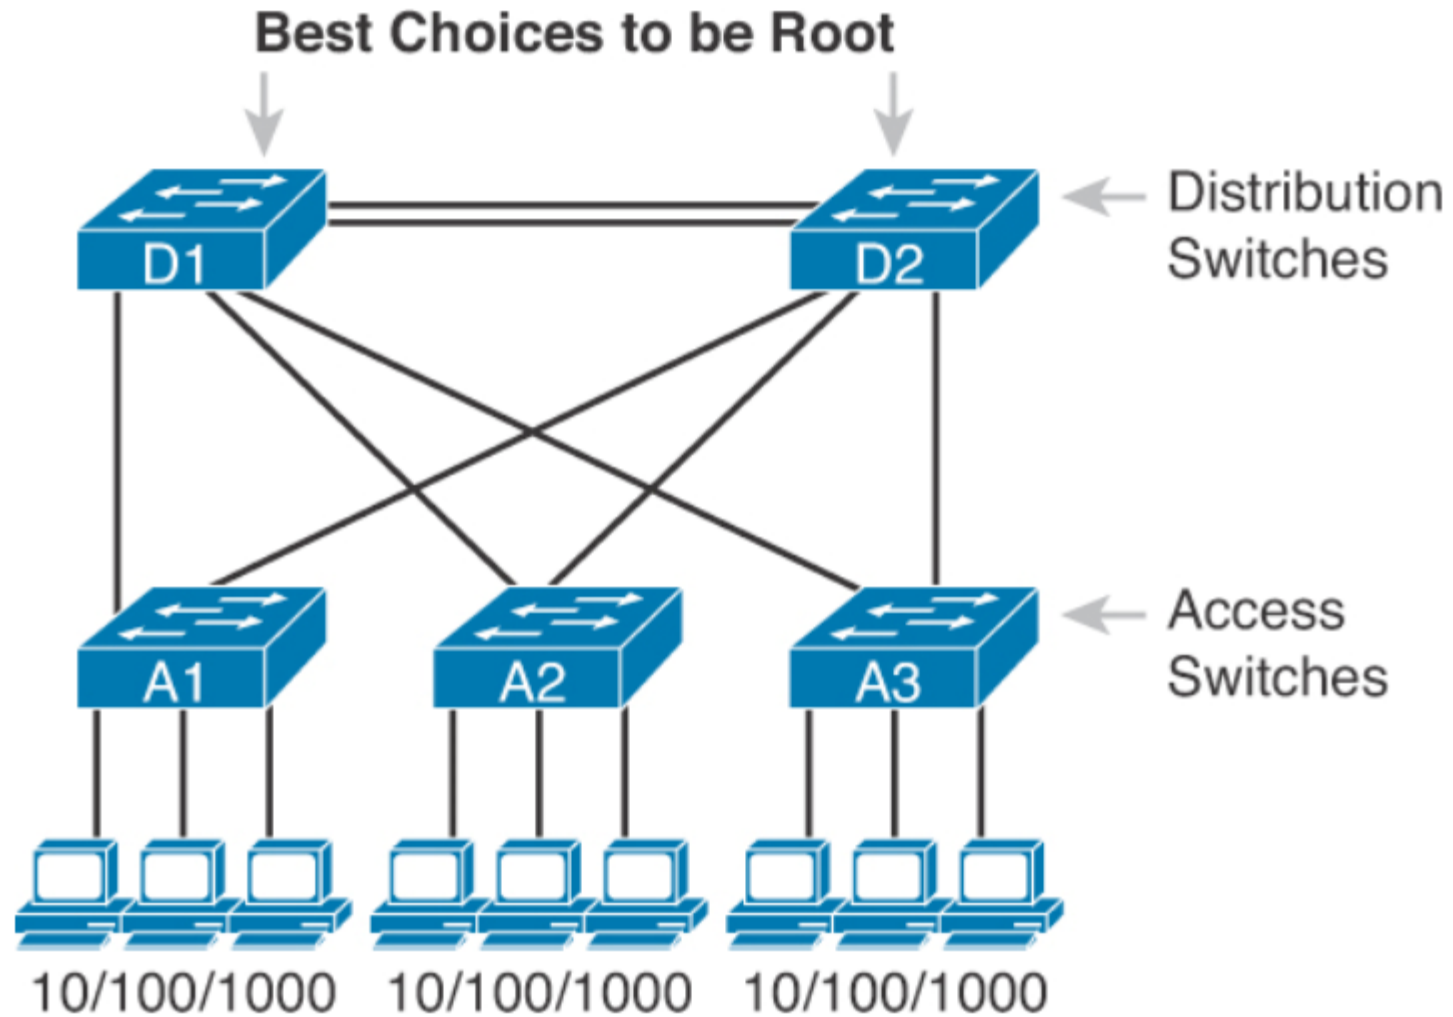 Best Choices to be Root
D1
D2
Distribution
Switches
A1
A2
A3
Access
Switches
10/100/1000
10/100/1000
10/100/1000